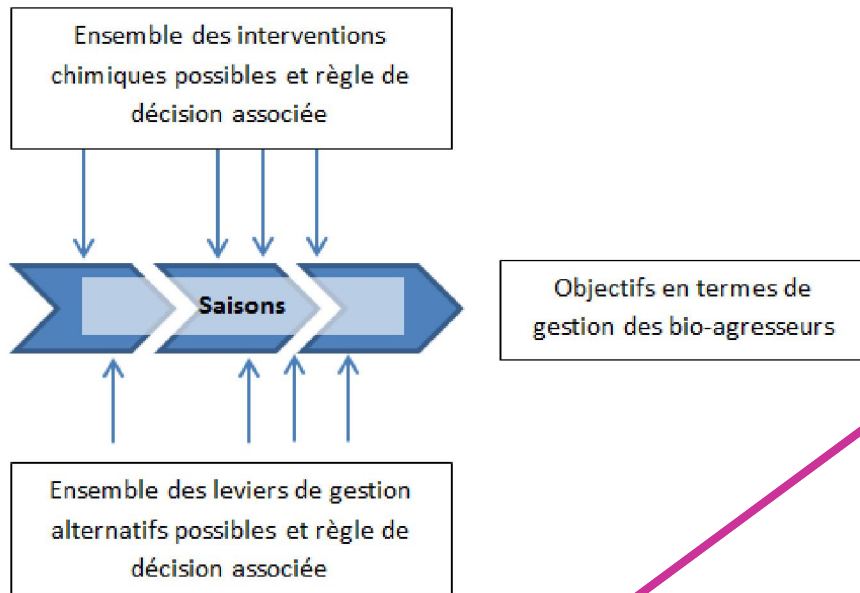 Ensemble des interventions
chimiques possibles et règle de
décision associée
Saisons
Objectifs en termes de
gestion des bio-agresseurs
Ensemble des leviers de gestion
alternatifs possibles et règle de
décision associée